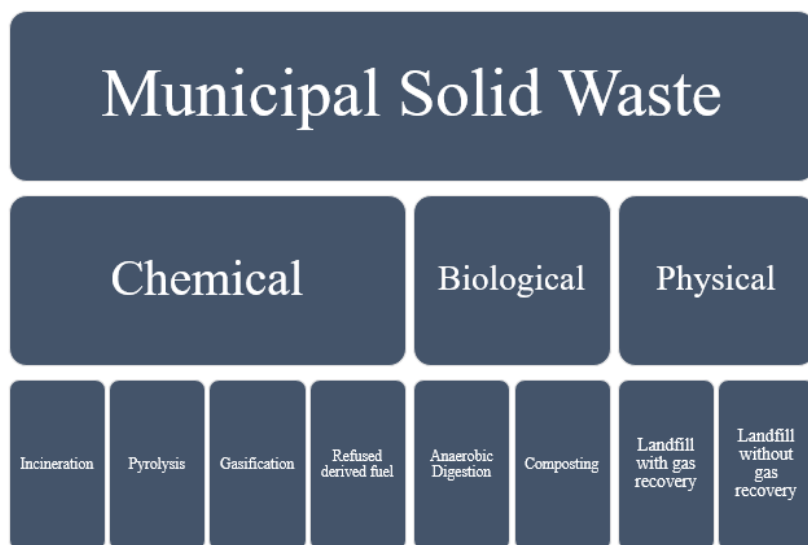 Municipal Solid Waste
Chemical
Biological
Physical
Incineration
Pyrolysis
Gasification
Refused
derived fuel
Anaerobic
Digestion
Composting
Landfill
with gas
recovery
Landfill
without
gas
recovery